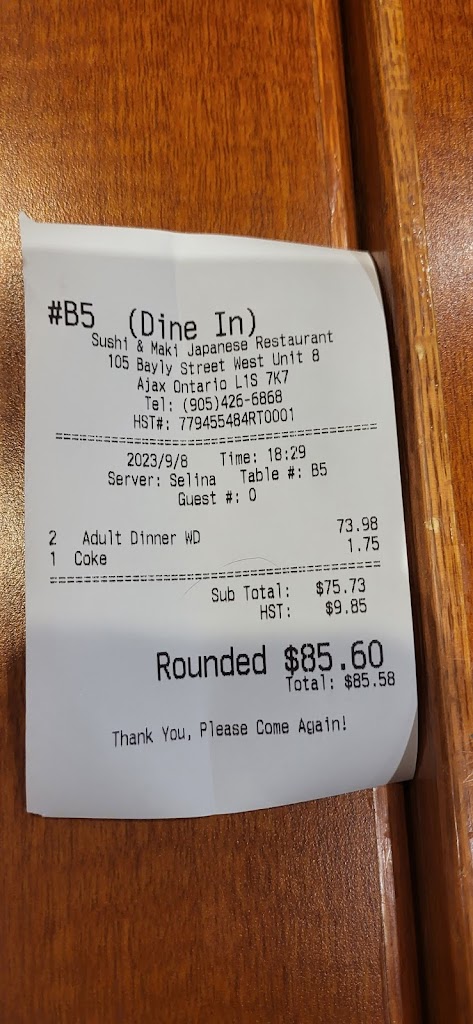 #B5 (Dine In)
Sushi & Maki Japanese Restaurant
105 Bayly Street West Unit 8
Ajax Ontario L1S 7K7
Tel: (905)426-6868
HST#: 779455484RT0001
========================================
2023/9/8 Time: 18:29
Server: Selina Table #: B5
Guest #: 0
2 Adult Dinner WD 73.98
1 Coke 1.75
========================================
Sub Total: $75.73
HST: $9.85
Rounded $85.60
Total: $85.58
Thank You, Please Come Again!